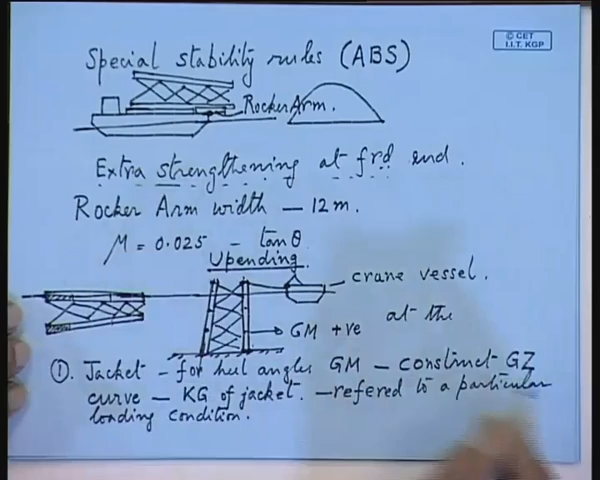 © CET
I.I.T. KGP
Special stability rules (ABS)
Rocker Arm.
Extra strengthening at frd end.
Rocker Arm width — 12m.
μ = 0.025 - tan θ
Upending.
crane vessel.
GM +ve
at the
①. Jacket - for heel angles GM - construct GZ
curve - KG of jacket. - refered to a particular
loading condition.